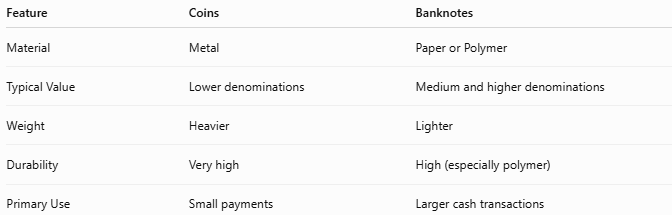 Feature Coins Banknotes
Material Metal Paper or Polymer
Typical Value Lower denominations Medium and higher denominations
Weight Heavier Lighter
Durability Very high High (especially polymer)
Primary Use Small payments Larger cash transactions